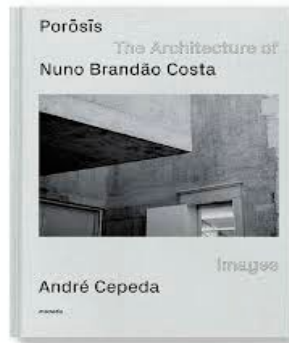 Porōsis
The Architecture of
Nuno Brandão Costa
Images
André Cepeda